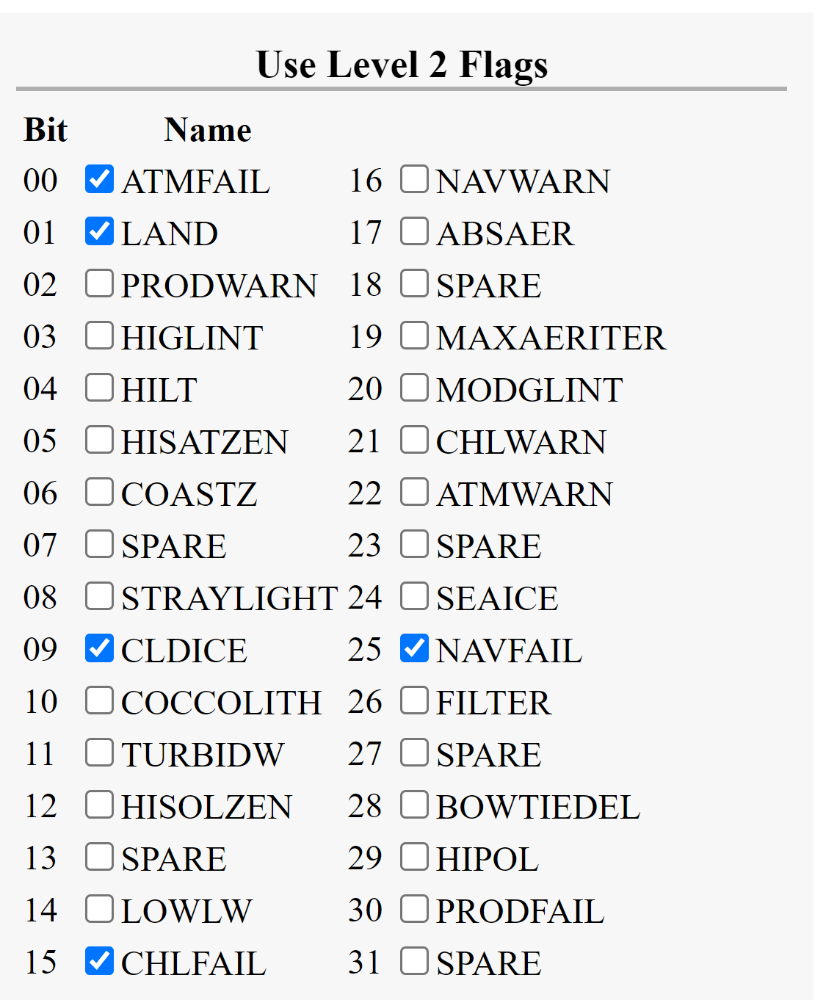 Use Level 2 Flags
Bit Name
00 ATMFAIL 16 NAVWARN
01 LAND 17 ABSAER
02 PRODWARN 18 SPARE
03 HIGLINT 19 MAXAERITER
04 HILT 20 MODGLINT
05 HISATZEN 21 CHLWARN
06 COASTZ 22 ATMWARN
07 SPARE 23 SPARE
08 STRAYLIGHT 24 SEAICE
09 CLDICE 25 NAVFAIL
10 COCCOLITH 26 FILTER
11 TURBIDW 27 SPARE
12 HISOLZEN 28 BOWTIEDEL
13 SPARE 29 HIPOL
14 LOWLW 30 PRODFAIL
15 CHLFAIL 31 SPARE